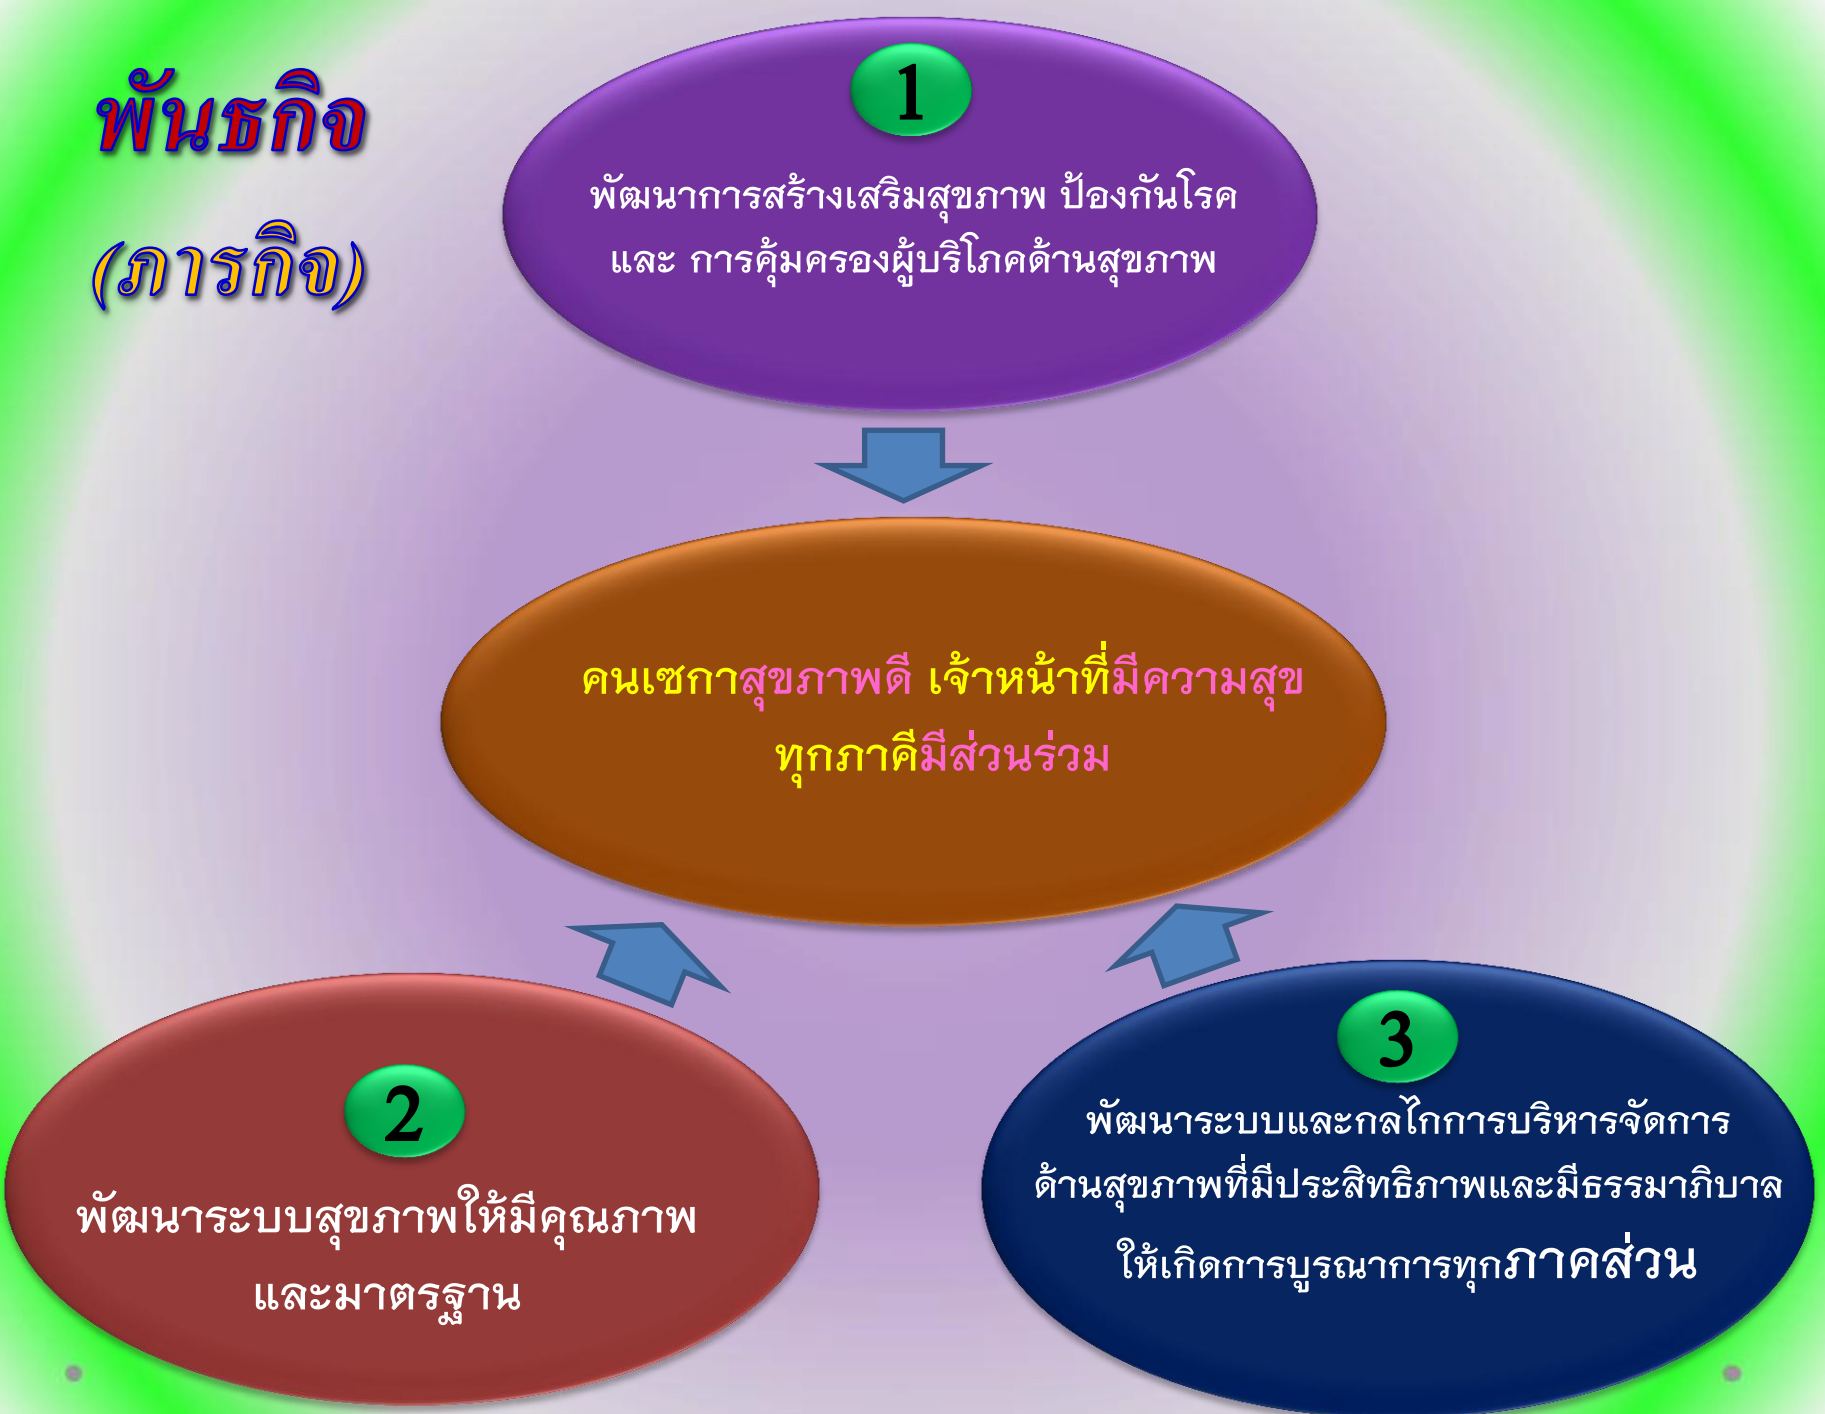 พันธกิจ
(ภารกิจ)
1
พัฒนาการสร้างเสริมสุขภาพ ป้องกันโรค
และ การคุ้มครองผู้บริโภคด้านสุขภาพ
คนเซกาสุขภาพดี เจ้าหน้าที่มีความสุข
ทุกภาคีมีส่วนร่วม
2
พัฒนาระบบสุขภาพให้มีคุณภาพ
และมาตรฐาน
3
พัฒนาระบบและกลไกการบริหารจัดการ
ด้านสุขภาพที่มีประสิทธิภาพและมีธรรมาภิบาล
ให้เกิดการบูรณาการทุกภาคส่วน